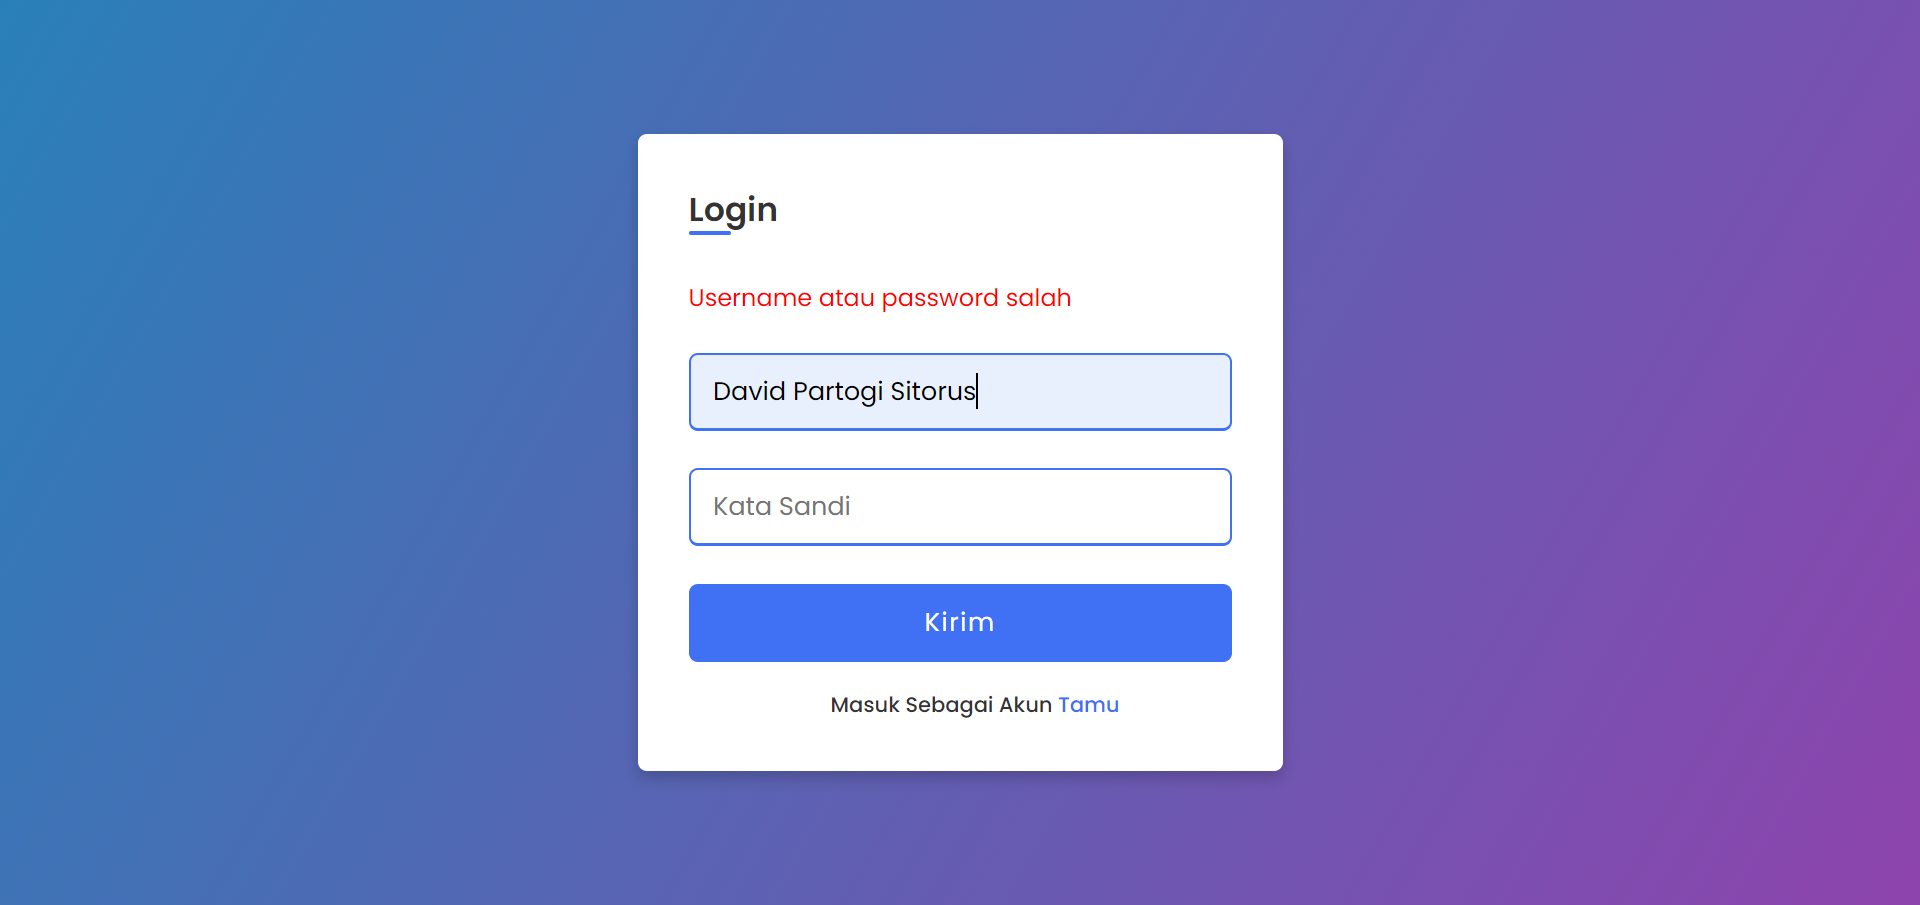 Login
Username atau password salah
David Partogi Sitorus
Kata Sandi
Kirim
Masuk Sebagai Akun Tamu